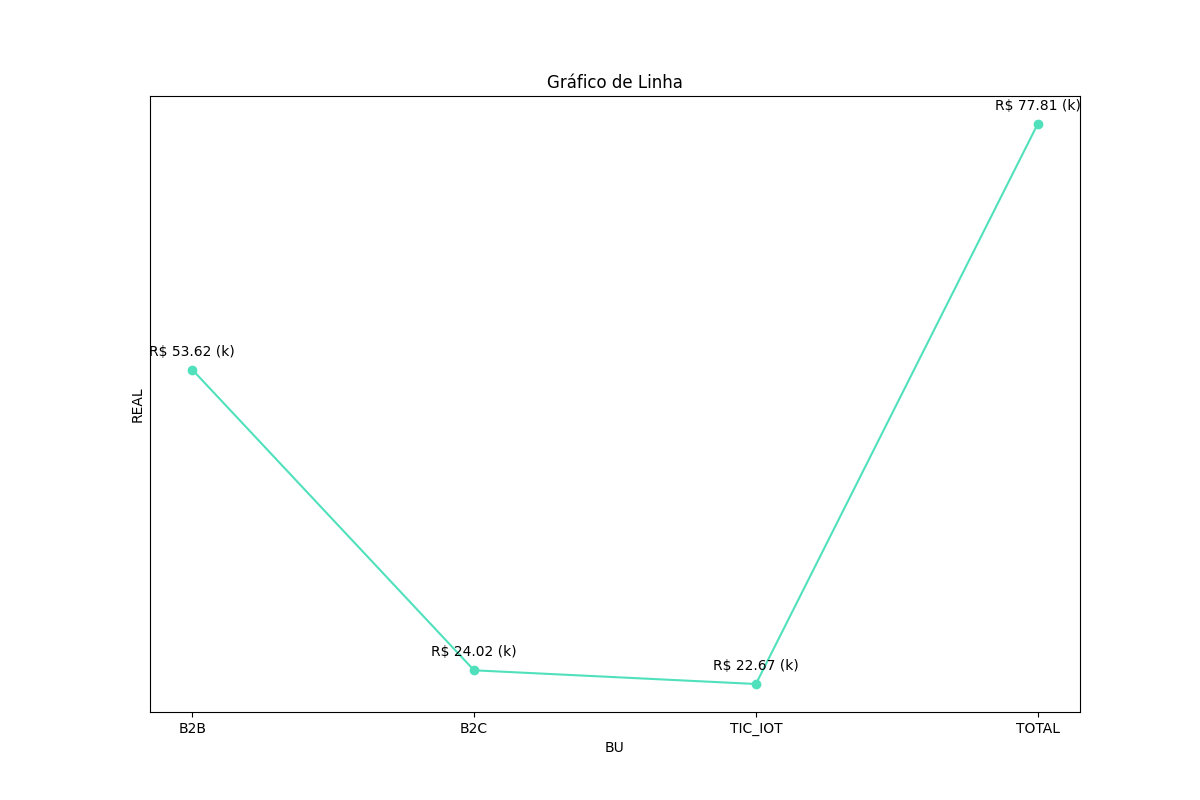 Gráfico de Linha
R$ 77.81 (k)
R$ 53.62 (k)
REAL
R$ 24.02 (k)
R$ 22.67 (k)
B2B
B2C
TIC_IOT
TOTAL
BU